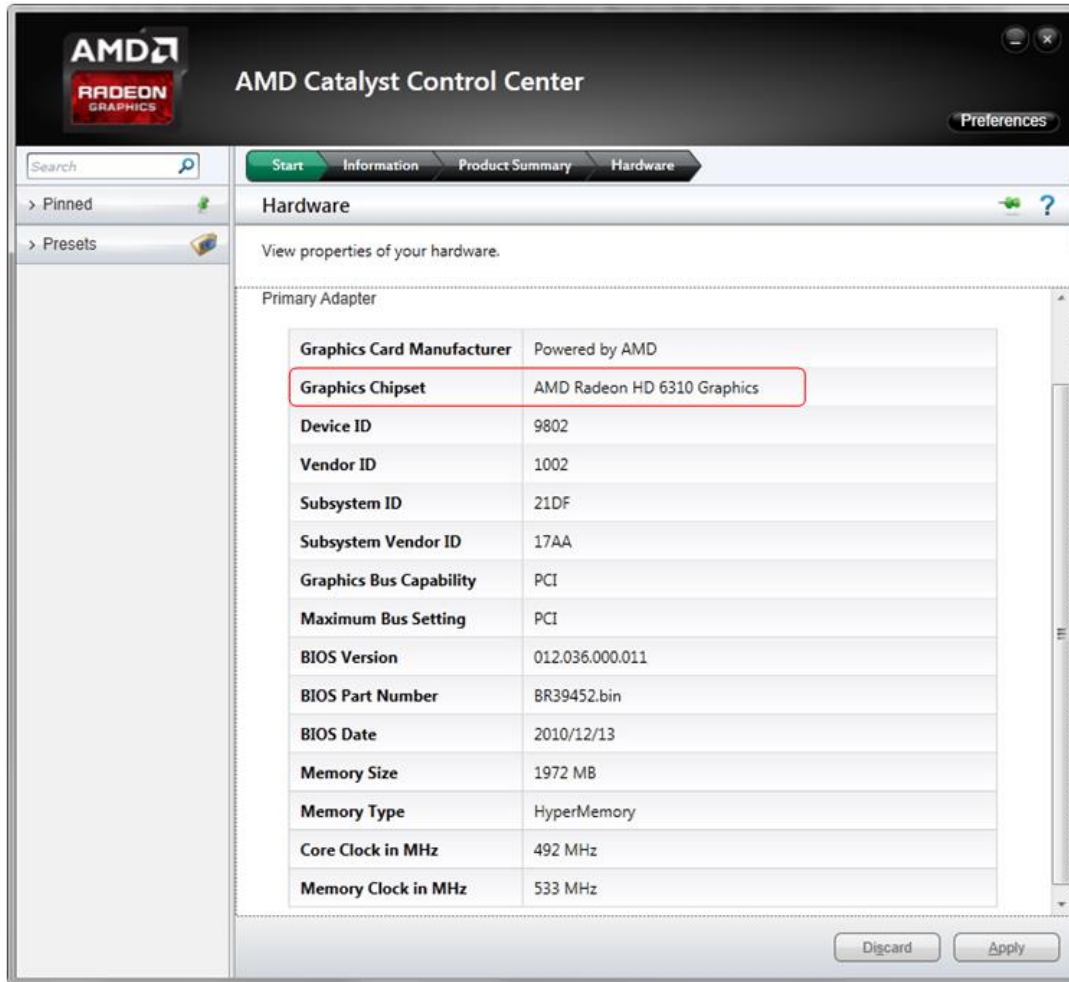 AMD
RADEON
GRAPHICS
AMD Catalyst Control Center
Preferences
Search
Start Information Product Summary Hardware
> Pinned
Hardware
?
> Presets
View properties of your hardware.
Primary Adapter
Graphics Card Manufacturer Powered by AMD
Graphics Chipset AMD Radeon HD 6310 Graphics
Device ID 9802
Vendor ID 1002
Subsystem ID 21DF
Subsystem Vendor ID 17AA
Graphics Bus Capability PCI
Maximum Bus Setting PCI
BIOS Version 012.036.000.011
BIOS Part Number BR39452.bin
BIOS Date 2010/12/13
Memory Size 1972 MB
Memory Type HyperMemory
Core Clock in MHz 492 MHz
Memory Clock in MHz 533 MHz
Discard Apply